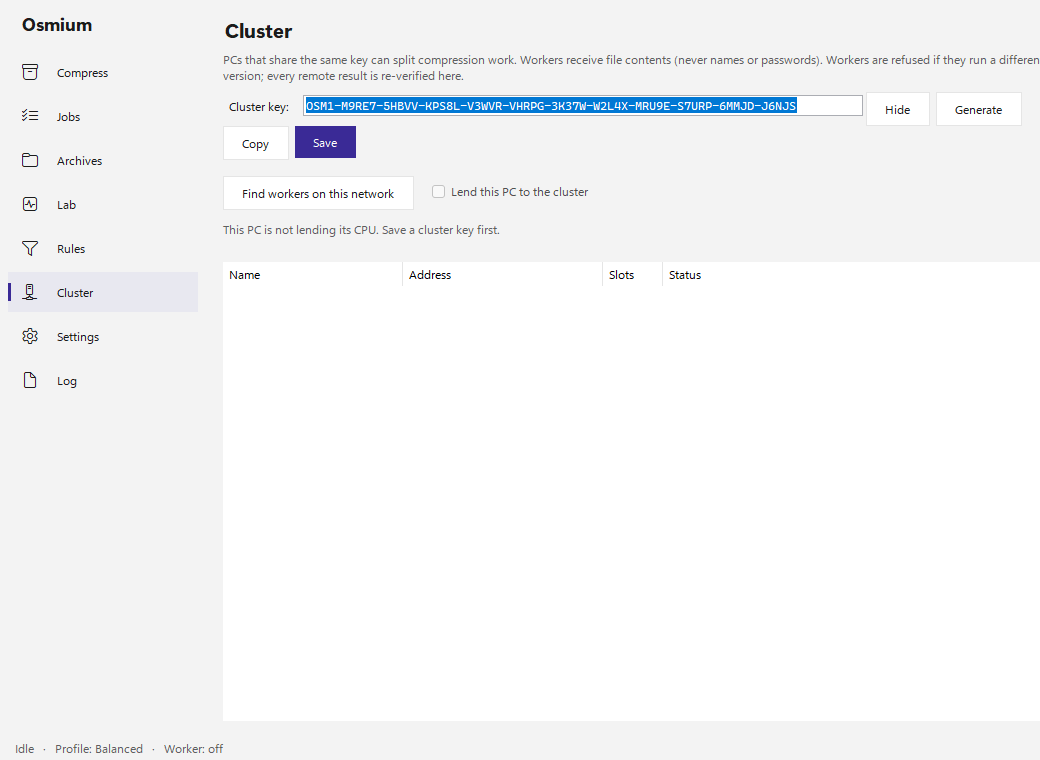 Osmium
Compress
Jobs
Archives
Lab
Rules
Cluster
Settings
Log
Cluster
PCs that share the same key can split compression work. Workers receive file contents (never names or passwords). Workers are refused if they run a differen
version; every remote result is re-verified here.
Cluster key: OSM1-M9RE7-5HBVV-KPS8L-V3WVR-VHRPG-3K37W-W2L4X-MRU9E-S7URP-6MMJD-J6NJS Hide Generate
Copy Save
Find workers on this network Lend this PC to the cluster
This PC is not lending its CPU. Save a cluster key first.
Name Address Slots Status
Idle · Profile: Balanced · Worker: off